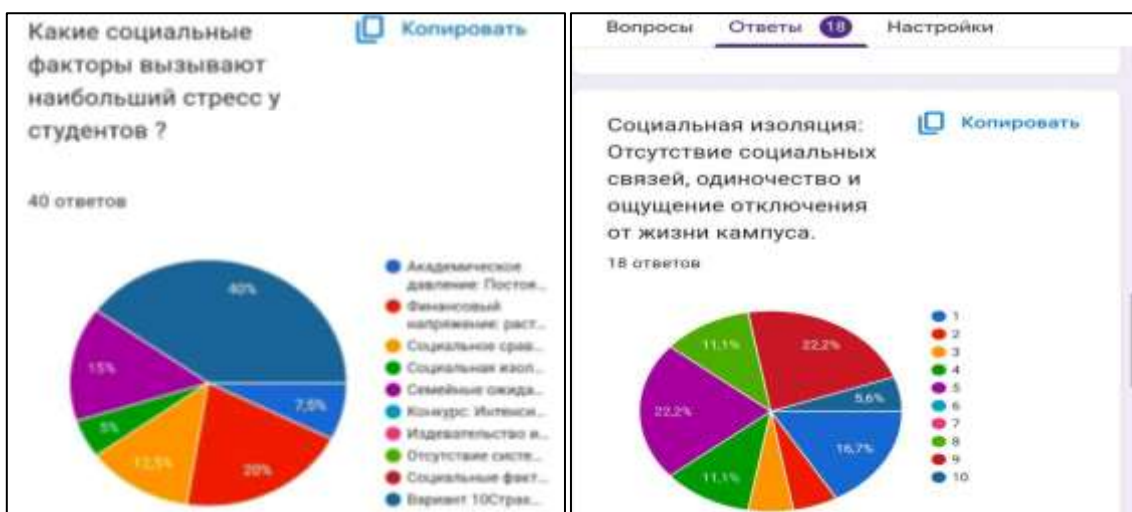 Какие социальные
факторы вызывают
наибольший стресс у
студентов ?
Копировать
40 ответов
40%
15%
5%
12,5%
20%
7,5%
Академическое
давление: Постоя...
Финансовый
напряжение: раст...
Социальное срав...
Социальная изол...
Семейные ожида...
Конкурс: Интенси...
Издевательство и...
Отсутствие систе...
Социальные факт...
Вариант 10Страх...
Вопросы Ответы 18 Настройки
Социальная изоляция:
Отсутствие социальных
связей, одиночество и
ощущение отключения
от жизни кампуса.
Копировать
18 ответов
11,1%
22,2%
5,6%
22,2%
16,7%
11,1%
1
2
3
4
5
6
7
8
9
10